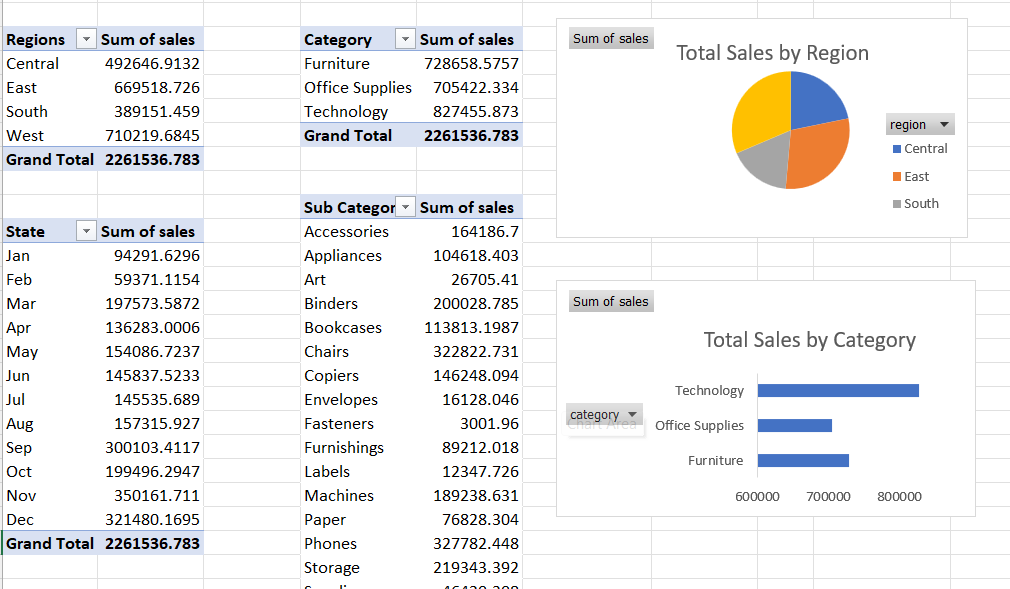 Regions Sum of sales
Central 492646.9132
East 669518.726
South 389151.459
West 710219.6845
Grand Total 2261536.783
State Sum of sales
Jan 94291.6296
Feb 59371.1154
Mar 197573.5872
Apr 136283.0006
May 154086.7237
Jun 145837.5233
Jul 145535.689
Aug 157315.927
Sep 300103.4117
Oct 199496.2947
Nov 350161.711
Dec 321480.1695
Grand Total 2261536.783
Category Sum of sales
Furniture 728658.5757
Office Supplies 705422.334
Technology 827455.873
Grand Total 2261536.783
Sub Categor Sum of sales
Accessories 164186.7
Appliances 104618.403
Art 26705.41
Binders 200028.785
Bookcases 113813.1987
Chairs 322822.731
Copiers 146248.094
Envelopes 16128.046
Fasteners 3001.96
Furnishings 89212.018
Labels 12347.726
Machines 189238.631
Paper 76828.304
Phones 327782.448
Storage 219343.392
Sum of sales
Total Sales by Region
region
Central
East
South
Sum of sales
Total Sales by Category
category
Chart Area
Technology
Office Supplies
Furniture
600000 700000 800000